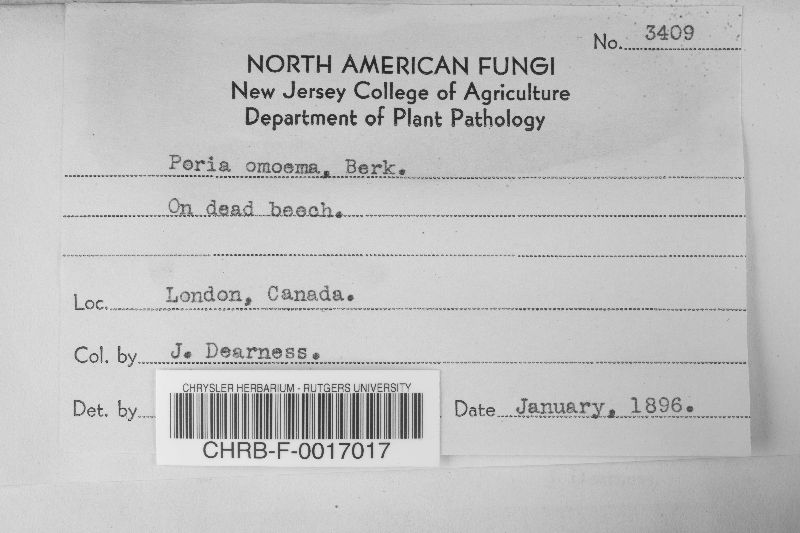 No. 3409
NORTH AMERICAN FUNGI
New Jersey College of Agriculture
Department of Plant Pathology
Poria omoema, Berk.
On dead beech.
Loc. London, Canada.
Col. by J. Dearness.
Det. by
Date January, 1896.
CHRYSLER HERBARIUM - RUTGERS UNIVERSITY
CHRB-F-0017017